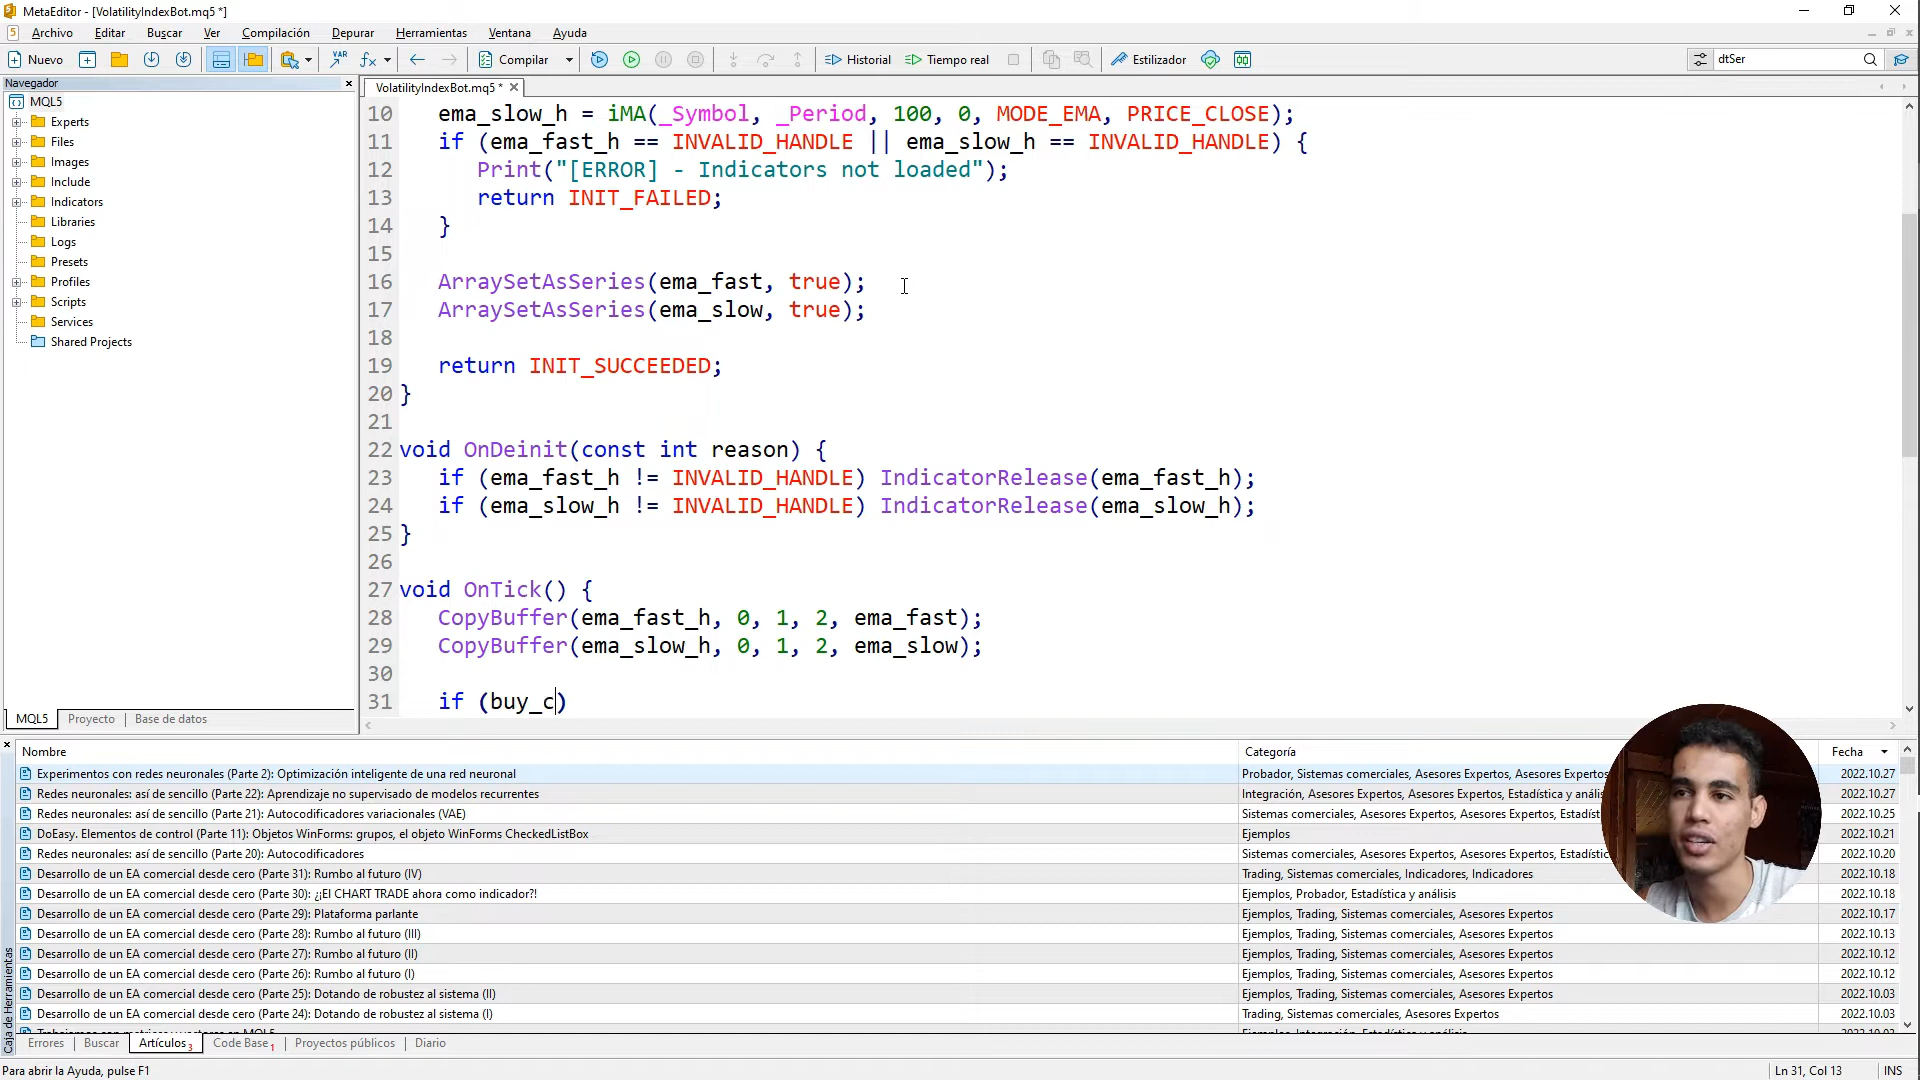 MetaEditor - [VolatilityIndexBot.mq5 *]
Archivo Editar Buscar Ver Compilación Depurar Herramientas Ventana Ayuda
Nuevo Compilar Historial Tiempo real Estilizador dtSer
Navegador
MQL5
Experts
Files
Images
Include
Indicators
Libraries
Logs
Presets
Profiles
Scripts
Services
Shared Projects
MQL5 Proyecto Base de datos
VolatilityIndexBot.mq5 *
10 ema_slow_h = iMA(_Symbol, _Period, 100, 0, MODE_EMA, PRICE_CLOSE);
11 if (ema_fast_h == INVALID_HANDLE || ema_slow_h == INVALID_HANDLE) {
12 Print("[ERROR] - Indicators not loaded");
13 return INIT_FAILED;
14 }
15
16 ArraySetAsSeries(ema_fast, true);
17 ArraySetAsSeries(ema_slow, true);
18
19 return INIT_SUCCEEDED;
20 }
21
22 void OnDeinit(const int reason) {
23 if (ema_fast_h != INVALID_HANDLE) IndicatorRelease(ema_fast_h);
24 if (ema_slow_h != INVALID_HANDLE) IndicatorRelease(ema_slow_h);
25 }
26
27 void OnTick() {
28 CopyBuffer(ema_fast_h, 0, 1, 2, ema_fast);
29 CopyBuffer(ema_slow_h, 0, 1, 2, ema_slow);
30
31 if (buy_c)
Nombre Categoría Fecha
Experimentos con redes neuronales (Parte 2): Optimización inteligente de una red neuronal Probador, Sistemas comerciales, Asesores Expertos, Asesores Expertos 2022.10.27
Redes neuronales: así de sencillo (Parte 22): Aprendizaje no supervisado de modelos recurrentes Integración, Asesores Expertos, Asesores Expertos, Estadística y anális 2022.10.27
Redes neuronales: así de sencillo (Parte 21): Autocodificadores variacionales (VAE) Sistemas comerciales, Asesores Expertos, Asesores Expertos, Estadíst 2022.10.25
DoEasy. Elementos de control (Parte 11): Objetos WinForms: grupos, el objeto WinForms CheckedListBox Ejemplos 2022.10.21
Redes neuronales: así de sencillo (Parte 20): Autocodificadores Sistemas comerciales, Asesores Expertos, Asesores Expertos, Estadístic 2022.10.20
Desarrollo de un EA comercial desde cero (Parte 31): Rumbo al futuro (IV) Trading, Sistemas comerciales, Indicadores, Indicadores 2022.10.18
Desarrollo de un EA comercial desde cero (Parte 30): ¿¡El CHART TRADE ahora como indicador?! Ejemplos, Probador, Estadística y análisis 2022.10.18
Desarrollo de un EA comercial desde cero (Parte 29): Plataforma parlante Ejemplos, Trading, Sistemas comerciales, Asesores Expertos 2022.10.17
Desarrollo de un EA comercial desde cero (Parte 28): Rumbo al futuro (III) Ejemplos, Trading, Sistemas comerciales, Asesores Expertos 2022.10.13
Desarrollo de un EA comercial desde cero (Parte 27): Rumbo al futuro (II) Ejemplos, Trading, Sistemas comerciales, Asesores Expertos 2022.10.12
Desarrollo de un EA comercial desde cero (Parte 26): Rumbo al futuro (I) Ejemplos, Trading, Sistemas comerciales, Asesores Expertos 2022.10.12
Desarrollo de un EA comercial desde cero (Parte 25): Dotando de robustez al sistema (II) Ejemplos, Trading, Sistemas comerciales, Asesores Expertos 2022.10.03
Desarrollo de un EA comercial desde cero (Parte 24): Dotando de robustez al sistema (I) Trading, Sistemas comerciales, Asesores Expertos 2022.10.03
Caja de Herramientas
Errores Buscar Artículos 3 Code Base 1 Proyectos públicos Diario
Para abrir la Ayuda, pulse F1 Ln 31, Col 13 INS